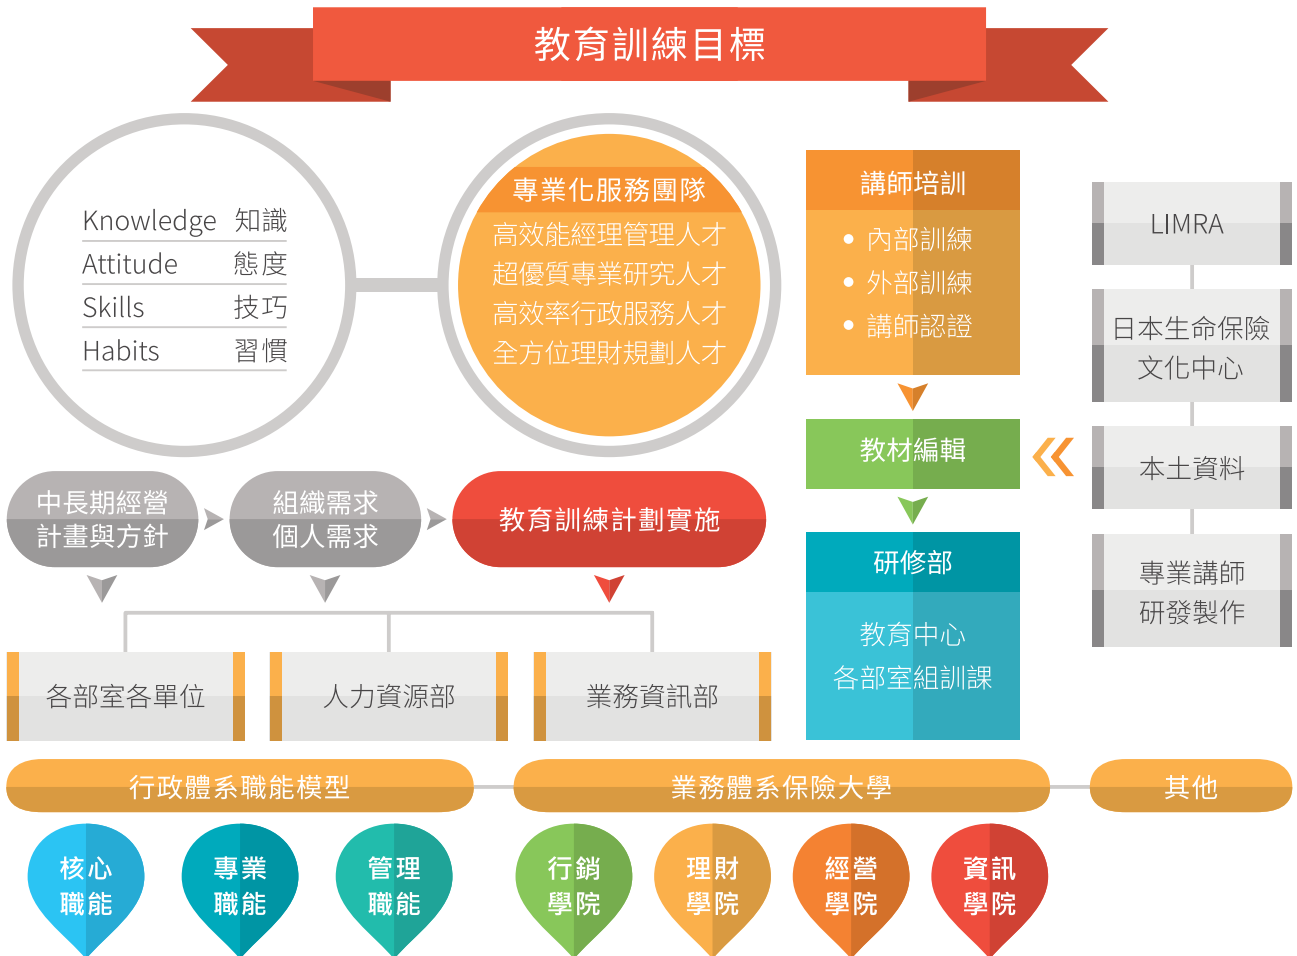 教育訓練目標
Knowledge 知識
Attitude 態度
Skills 技巧
Habits 習慣
專業化服務團隊
高效能經理管理人才
超優質專業研究人才
高效率行政服務人才
全方位理財規劃人才
講師培訓
• 內部訓練
• 外部訓練
• 講師認證
教材編輯
研修部
教育中心
各部室組訓課
LIMRA
日本生命保險
文化中心
本土資料
專業講師
研發製作
中長期經營
計畫與方針
組織需求
個人需求
教育訓練計劃實施
各部室各單位
人力資源部
業務資訊部
行政體系職能模型
業務體系保險大學
其他
核心
職能
專業
職能
管理
職能
行銷
學院
理財
學院
經營
學院
資訊
學院